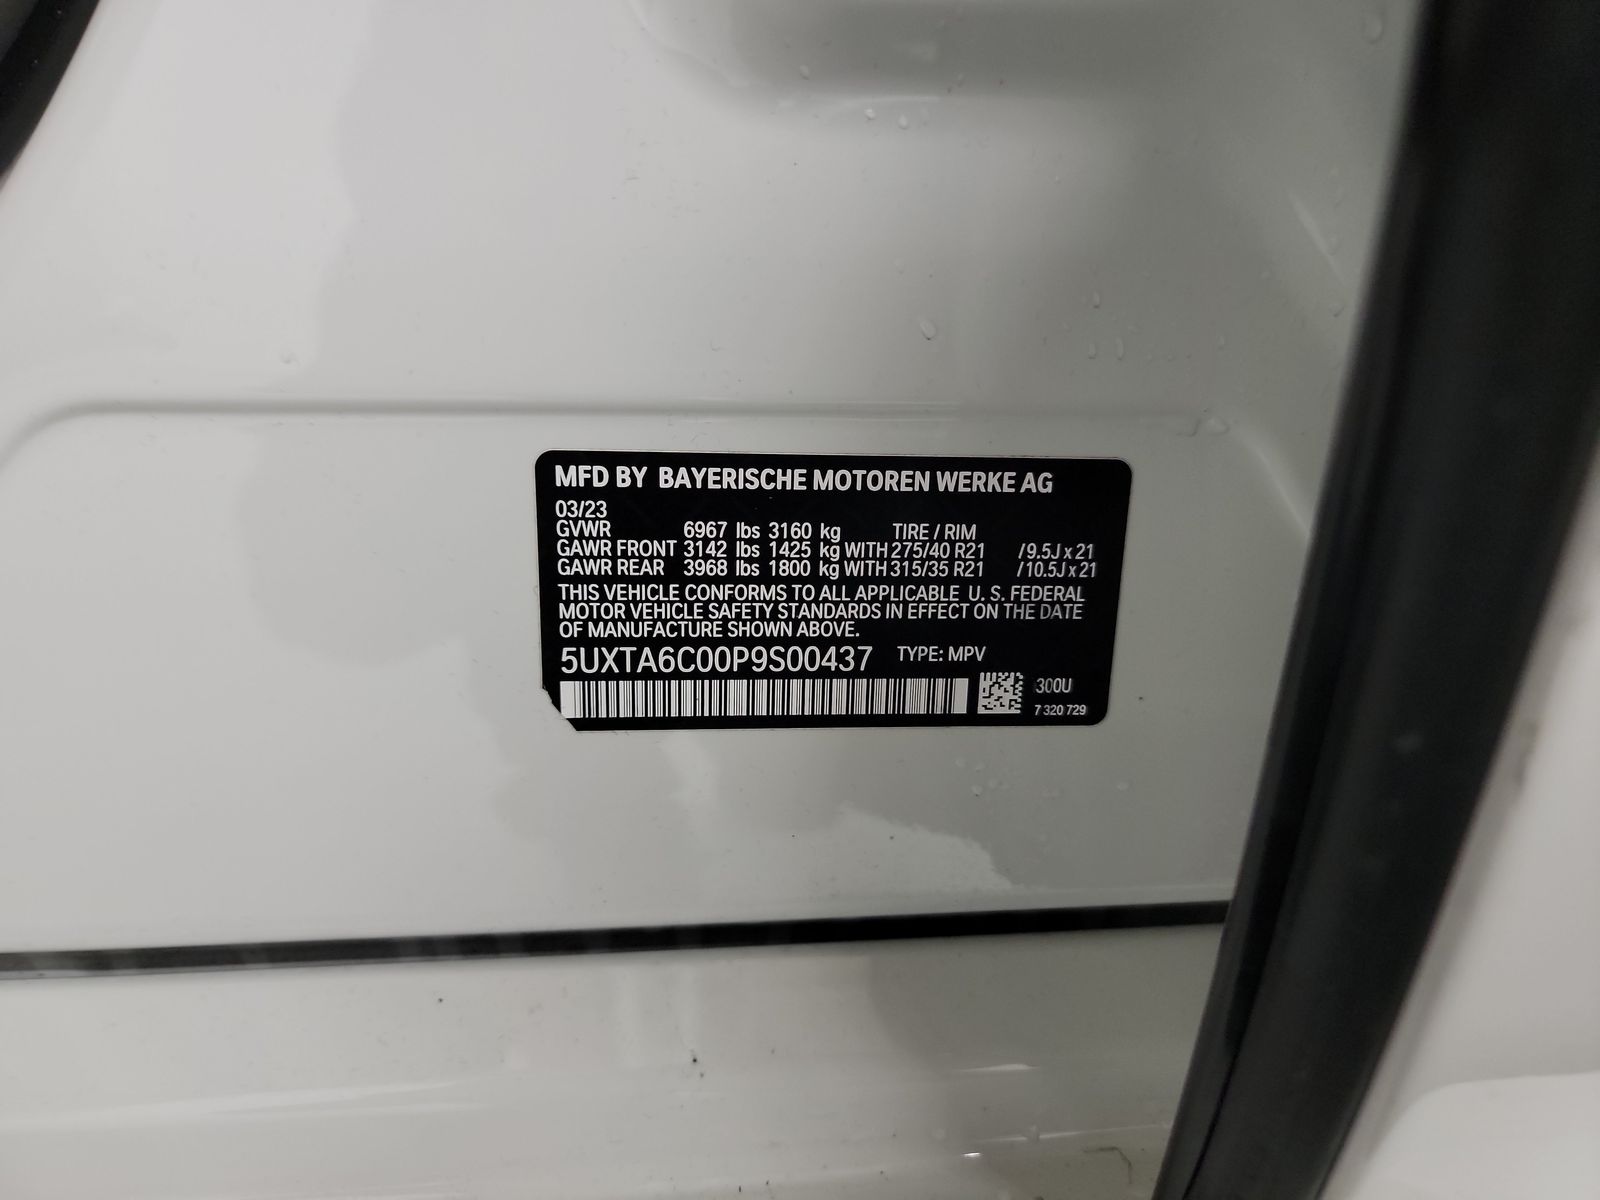 MFD BY BAYERISCHE MOTOREN WERKE AG
03/23
GVWR 6967 lbs 3160 kg TIRE / RIM
GAWR FRONT 3142 lbs 1425 kg WITH 275/40 R21 /9.5J x 21
GAWR REAR 3968 lbs 1800 kg WITH 315/35 R21 /10.5J x 21
THIS VEHICLE CONFORMS TO ALL APPLICABLE U. S. FEDERAL
MOTOR VEHICLE SAFETY STANDARDS IN EFFECT ON THE DATE
OF MANUFACTURE SHOWN ABOVE.
5UXTA6C00P9S00437 TYPE: MPV
300U
7 320 729